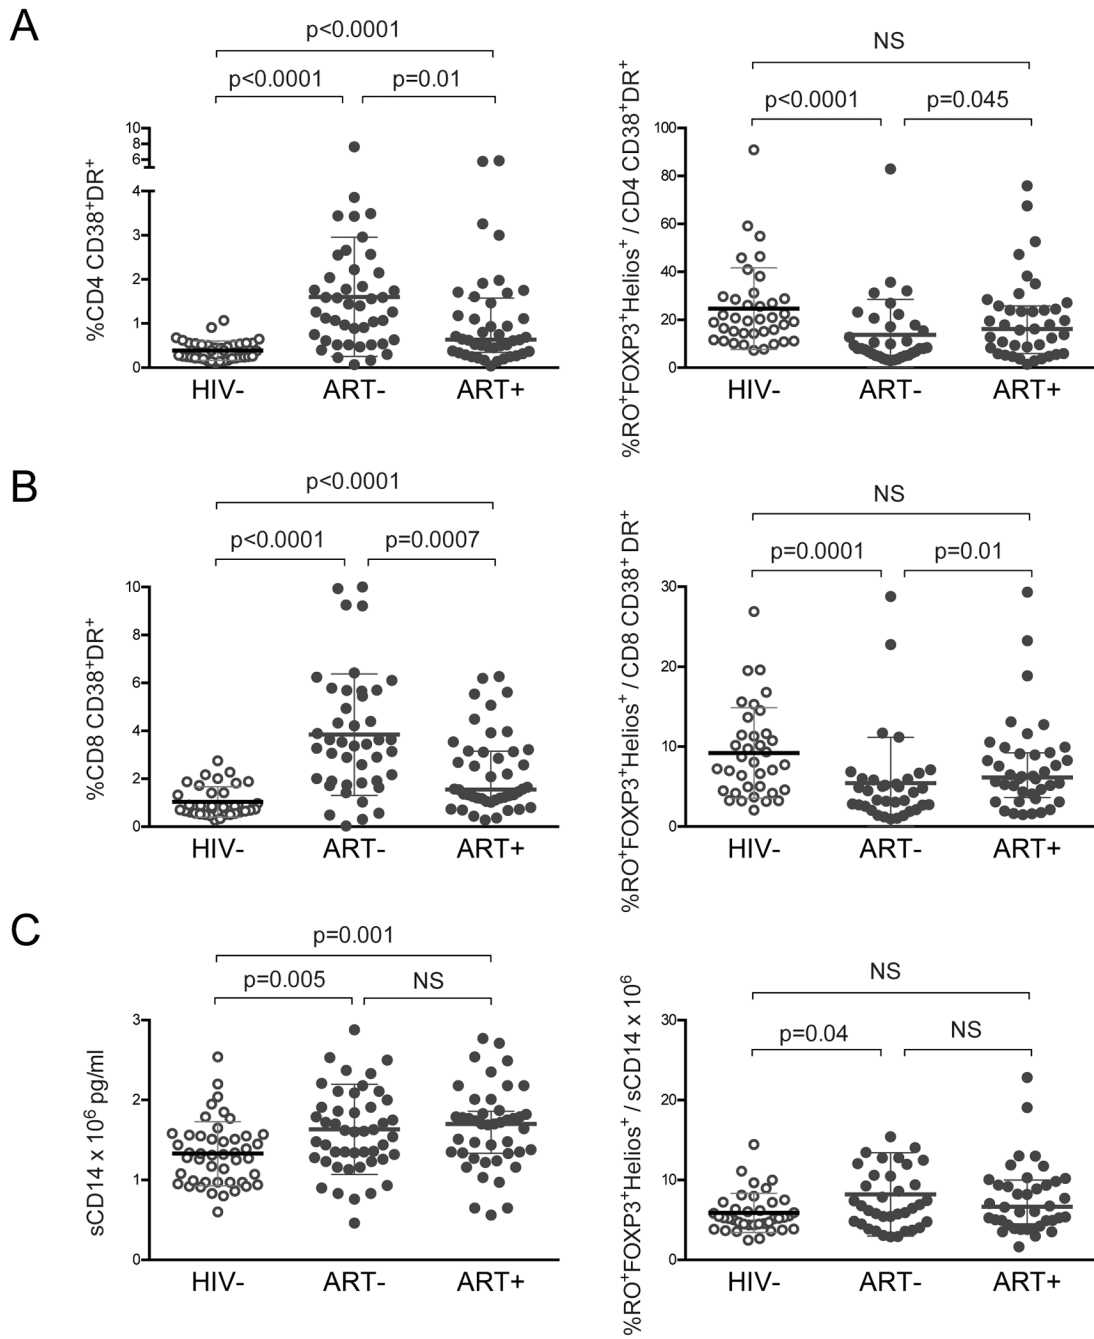 A
p<0.0001
p<0.0001
p=0.01
%CD4 CD38+DR+
10
8
6
4
3
2
1
0
HIV-
ART-
ART+
NS
p<0.0001
p=0.045
%RO+FOXP3+Helios+ / CD4 CD38+DR+
100
80
60
40
20
0
HIV-
ART-
ART+
B
p<0.0001
p<0.0001
p=0.0007
%CD8 CD38+DR+
10
8
6
4
2
0
HIV-
ART-
ART+
NS
p=0.0001
p=0.01
%RO+FOXP3+Helios+ / CD8 CD38+DR+
30
20
10
0
HIV-
ART-
ART+
C
p=0.001
p=0.005
NS
sCD14 x 10⁶ pg/ml
3
2
1
0
HIV-
ART-
ART+
NS
p=0.04
NS
%RO+FOXP3+Helios+ / sCD14 x 10⁶
30
20
10
0
HIV-
ART-
ART+